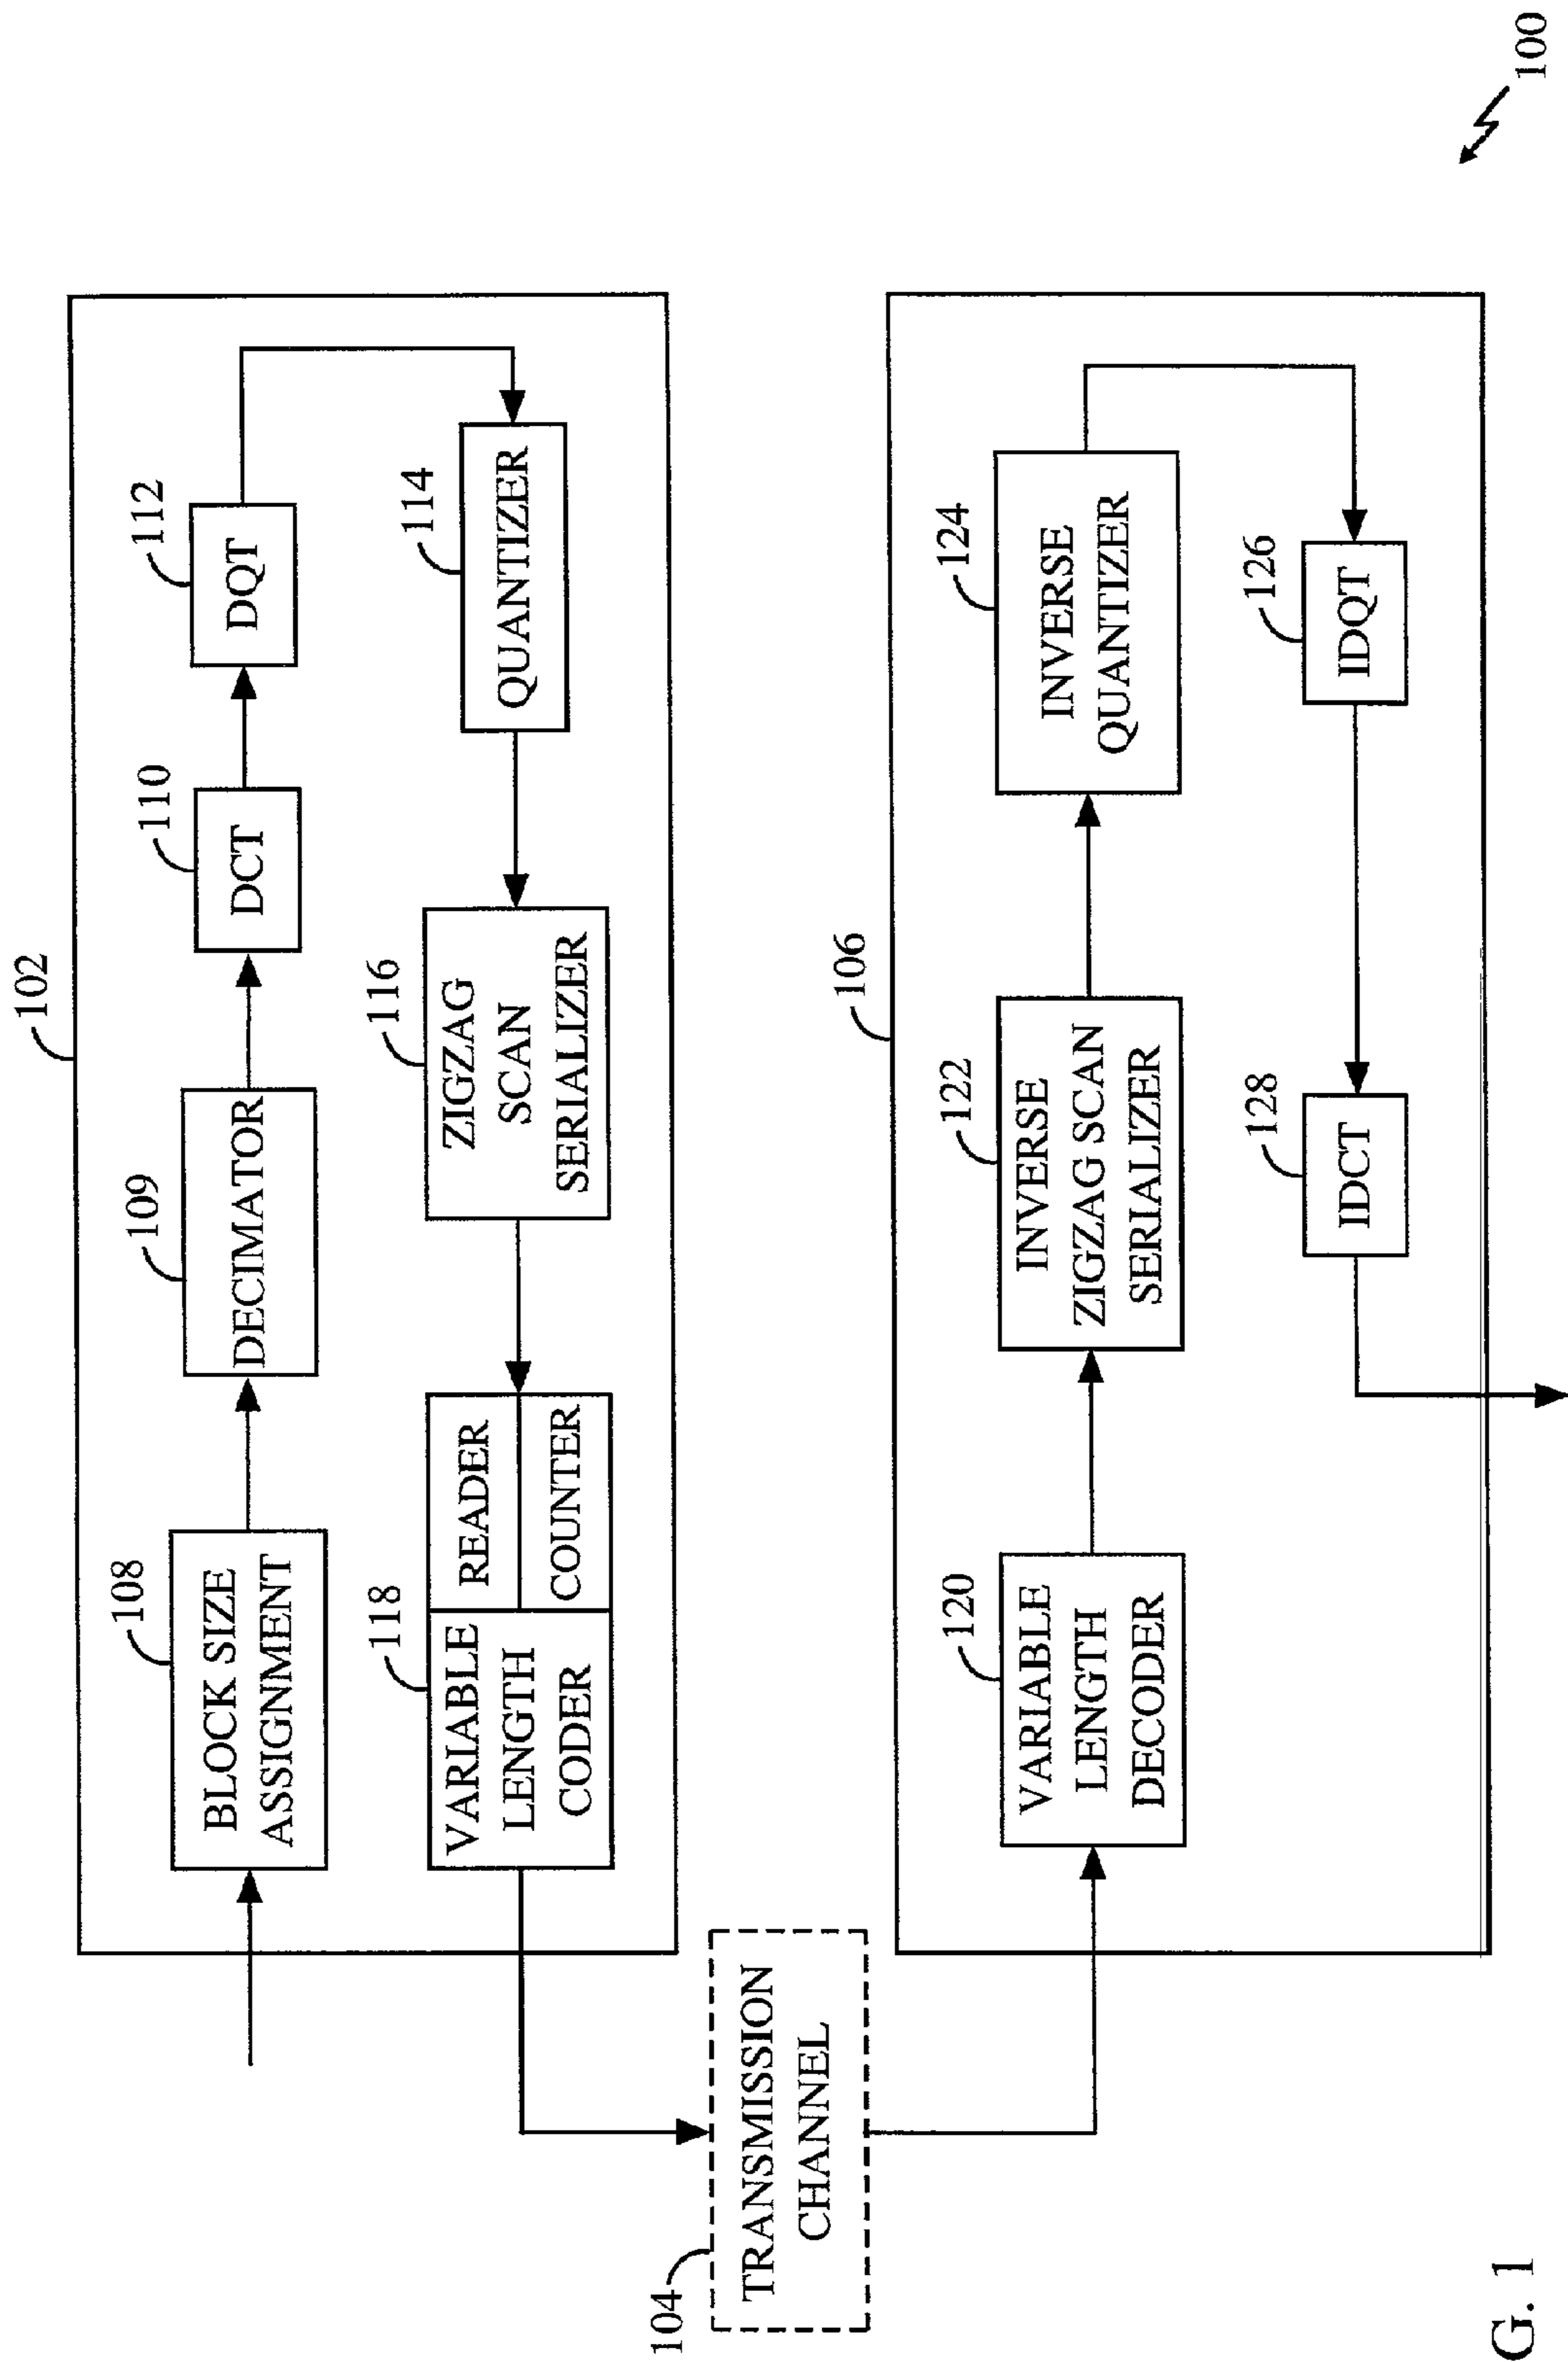 100
102
108
109
110
112
BLOCK SIZE
ASSIGNMENT
DECIMATOR
DCT
DQT
118
116
114
VARIABLE
LENGTH
CODER
READER
COUNTER
ZIGZAG
SCAN
SERIALIZER
QUANTIZER
104
TRANSMISSION
CHANNEL
106
120
122
124
VARIABLE
LENGTH
DECODER
INVERSE
ZIGZAG SCAN
SERIALIZER
INVERSE
QUANTIZER
128
126
IDCT
IDQT
G. 1